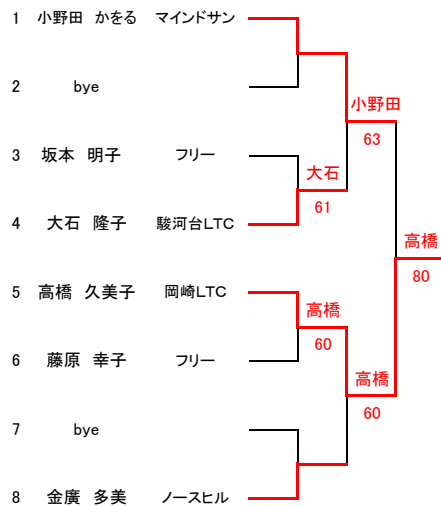 1 小野田 かをる マインドサン
2 bye
小野田
63
3 坂本 明子 フリー
大石
61
4 大石 隆子 駿河台LTC
高橋
80
5 高橋 久美子 岡崎LTC
高橋
60
6 藤原 幸子 フリー
高橋
60
7 bye
8 金廣 多美 ノースヒル